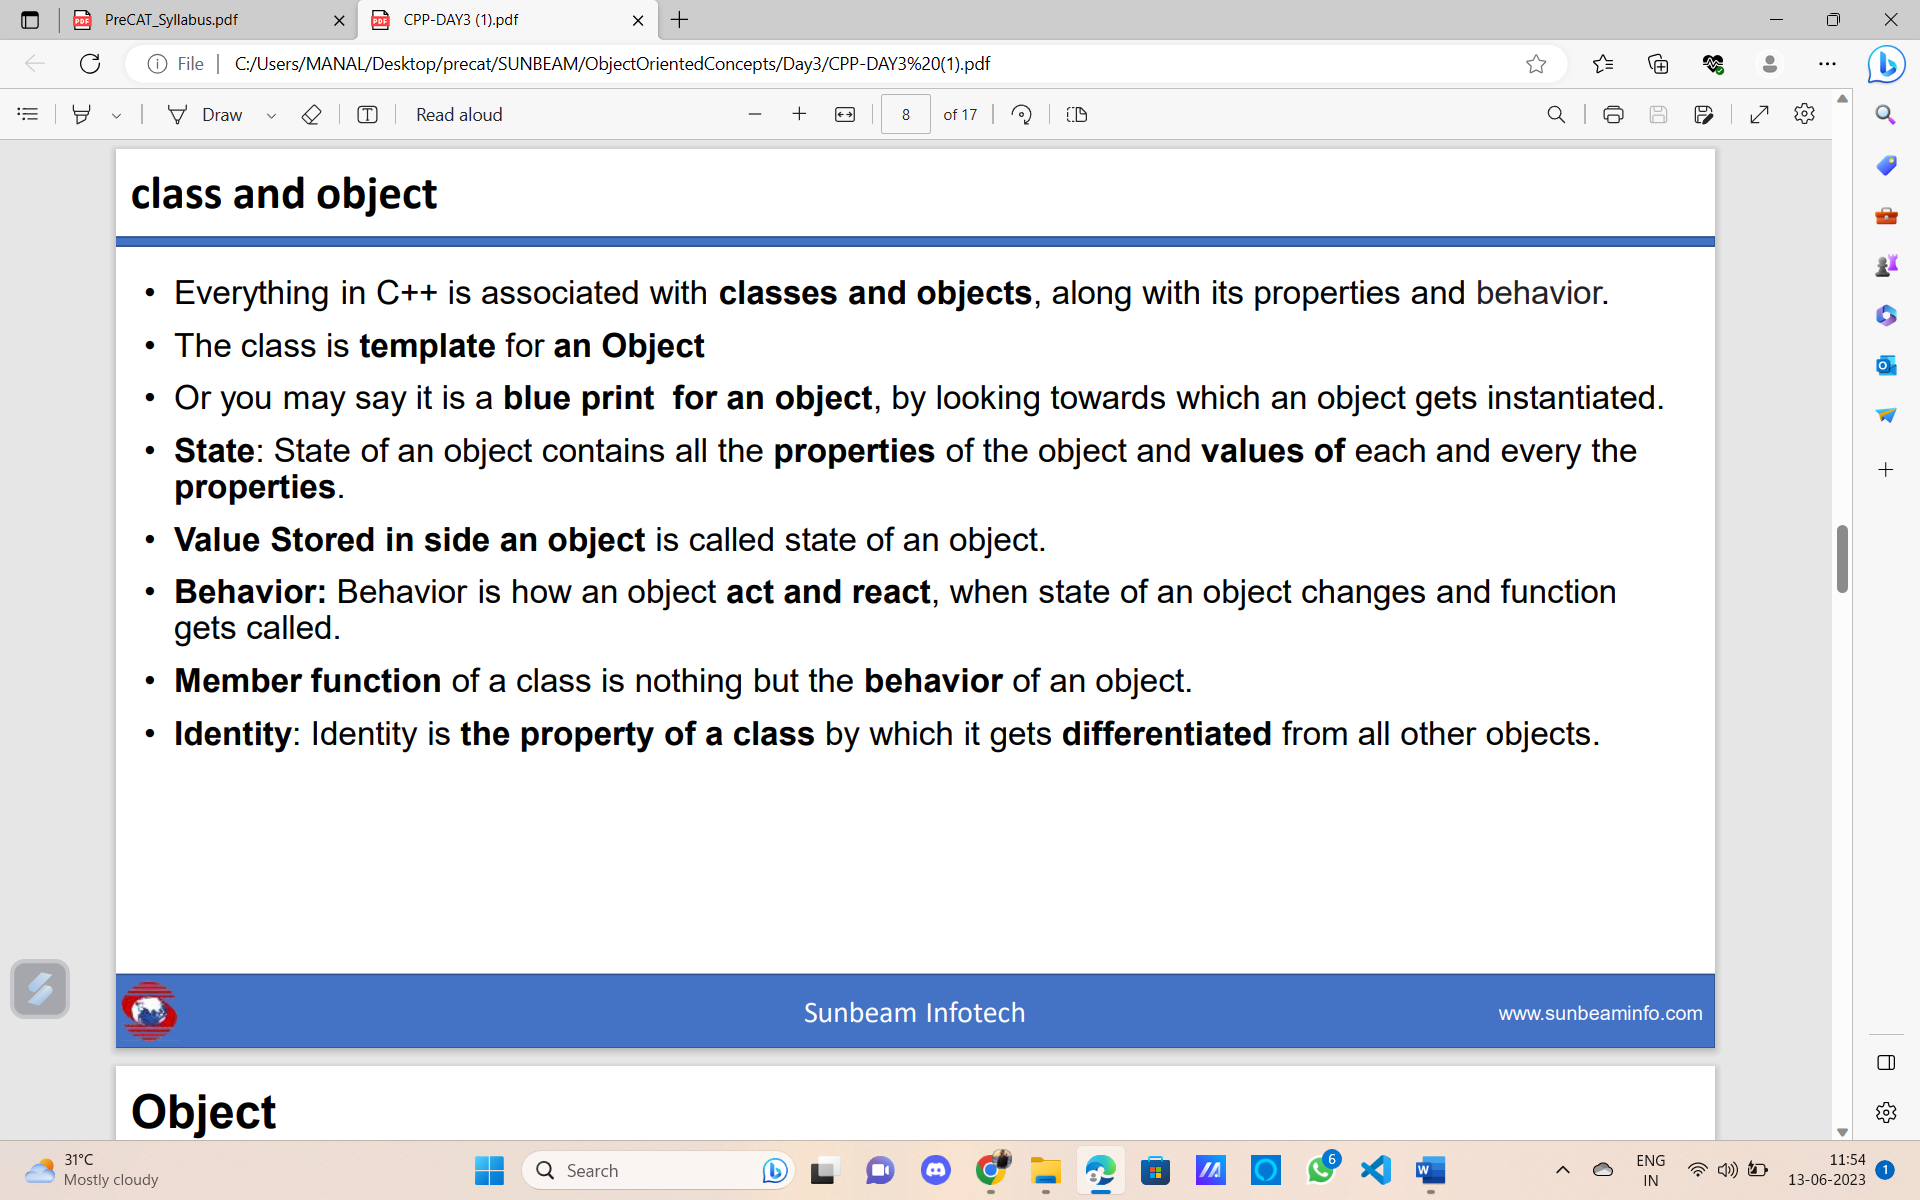 PreCAT_Syllabus.pdf
CPP-DAY3 (1).pdf
File
C:/Users/MANAL/Desktop/precat/SUNBEAM/ObjectOrientedConcepts/Day3/CPP-DAY3%20(1).pdf
Draw
Read aloud
8
of 17
class and object
• Everything in C++ is associated with classes and objects, along with its properties and behavior.
• The class is template for an Object
• Or you may say it is a blue print for an object, by looking towards which an object gets instantiated.
• State: State of an object contains all the properties of the object and values of each and every the
properties.
• Value Stored in side an object is called state of an object.
• Behavior: Behavior is how an object act and react, when state of an object changes and function
gets called.
• Member function of a class is nothing but the behavior of an object.
• Identity: Identity is the property of a class by which it gets differentiated from all other objects.
Sunbeam Infotech
www.sunbeaminfo.com
Object
31°C
Mostly cloudy
Search
6
ENG
IN
11:54
13-06-2023
1